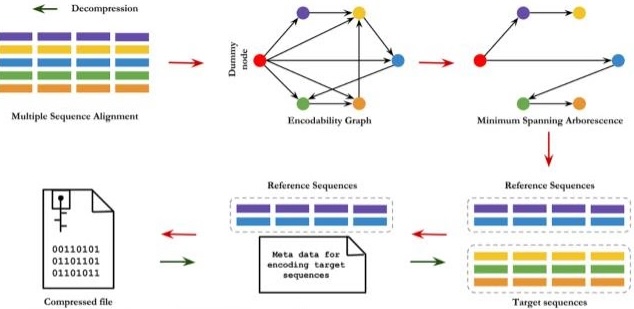 Decompression
Multiple Sequence Alignment
Dummy
node
Encodability Graph
Minimum Spanning Arborescence
Reference Sequences
Reference Sequences
Meta data for
encoding target
sequences
00110101
01101101
01101011
Compressed file
Target sequences